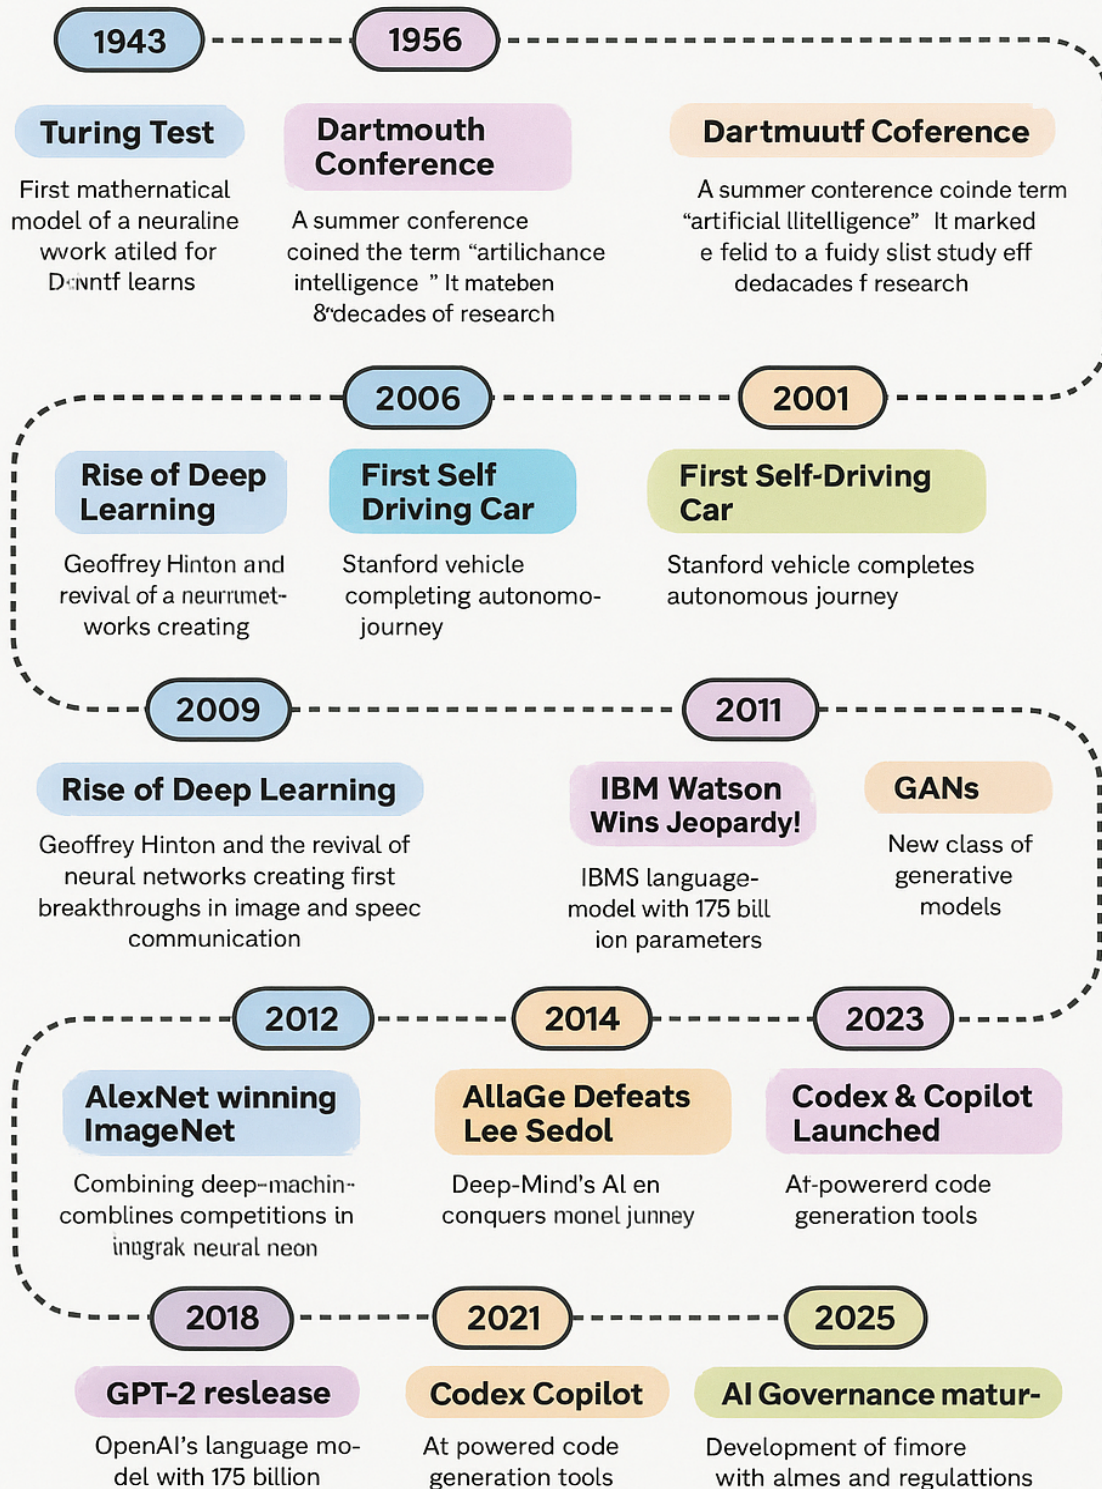 1943
1956
Turing Test
First mathernatical
model of a neuraline
wvork atiled for
learns
Dartmouth
Conference
A summer conference
coined the term “artilichance
intelligence ” It mateben
8“decades of research
Dartmuutf Coference
A summer conterence coinde term
“artificial llitelligence” It marked
e felid to a fuidy slist study eff
dedacades f research
2006
2001
Rise of Deep
Learning
Geoffrey Hinton and
revival of a neurrumet-
works creating
First Self
Driving Car
Stanford vehicle
completing autonomo-
journey
First Self-Driving
Car
Stanford vehicle completes
autonomous journey
2009
2011
Rise of Deep Learning
Geoffrey Hinton and the revival of
neural networks creating first
breakthroughs in image and speec
communication
IBM Watson
Wins Jeopardy!
IBMS language-
model with 175 bill
ion parameters
GANs
New class of
generative
models
2012
2014
2023
AlexNet winning
ImageNet
Combining deep-machin-
comblines competitions in
inugrak neural neon
AllaGe Defeats
Lee Sedol
Deep-Mind’s AI en
conquers monel junney
Codex & Copilot
Launched
At-powererd code
generation tools
2018
2021
2025
GPT-2 reslease
OpenAI’s language mo-
del with 175 billion
Codex Copilot
At powered code
generation tools
AI Governance matur-
Development of fimore
with almes and regulattions